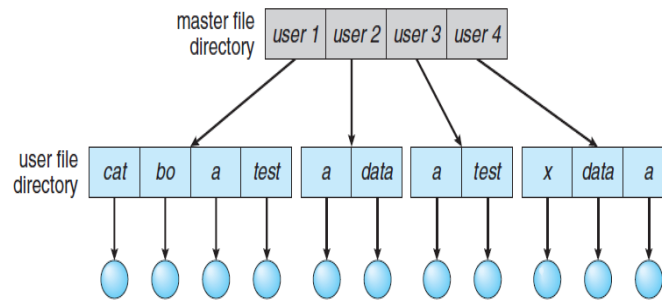 master file
directory
user 1 user 2 user 3 user 4
user file
directory
cat bo a test a data a test x data a